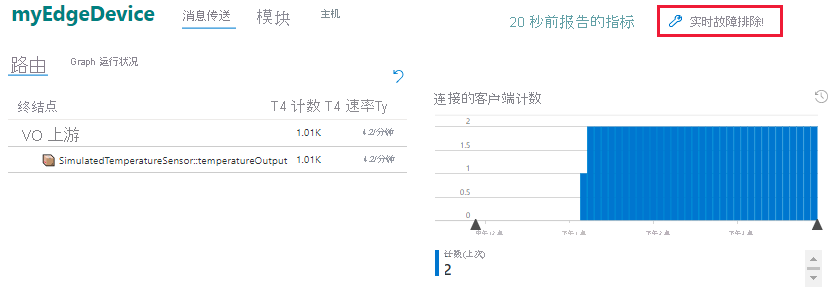 myEdgeDevice
消息传送
模块
主机
20 秒前报告的指标
实时故障排除!
路由
Graph 运行状况
终结点
T4 计数 T4 速率Ty
VO 上游
1.01K
4.2/分钟
SimulatedTemperatureSensor::temperatureOutput
1.01K
4.2/分钟
连接的客户端计数
2
1.5
1
0.5
0
计数(上次)
2